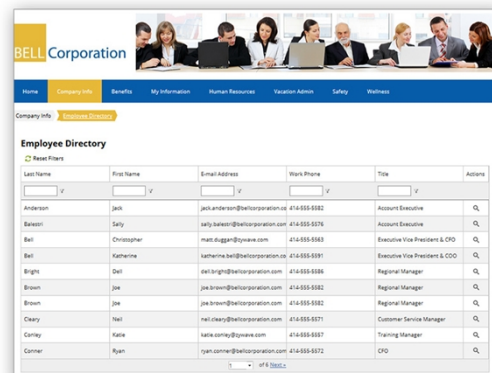 BELL Corporation
Home Company Info Benefits My Information Human Resources Vacation Admin Safety Wellness
Company Info Employee Directory
Employee Directory
Reset Filters
Last Name First Name E-mail Address Work Phone Title Actions
Anderson Jack jack.anderson@bellcorporation.co 414-555-5582 Account Executive
Balestri Sally sally.balestri@bellcorporation.com 414-555-5576 Account Executive
Bell Christopher matt.duggan@zywave.com 414-555-5563 Executive Vice President & CFO
Bell Katherine katherine.bell@bellcorporation.com 414-555-5591 Executive Vice President & COO
Bright Dell dell.bright@bellcorporation.com 414-555-5586 Regional Manager
Brown Joe joe.brown@bellcorporation.com 414-555-5582 Regional Manager
Brown Joe joe.brown@bellcorporation.com 414-555-5582 Regional Manager
Cleary Neil neil.cleary@bellcorporation.com 414-555-5571 Customer Service Manager
Conley Katie katie.conley@zywave.com 414-555-5557 Training Manager
Conner Ryan ryan.conner@bellcorporation.com 414-555-5572 CFO
1 of 6 Next »